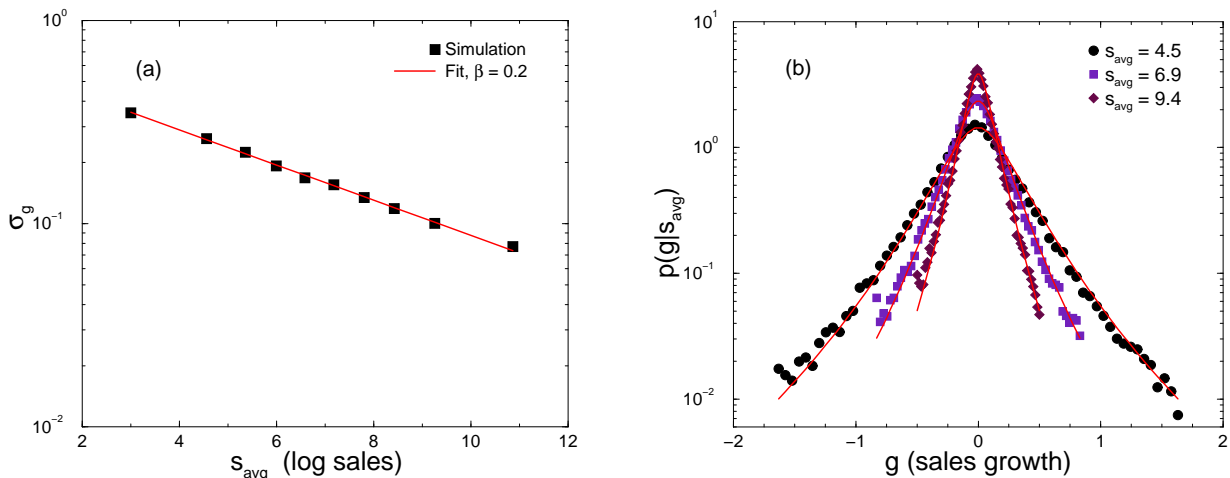 10^0
10^-1
10^-2
σ_g
(a)
Simulation
Fit, β = 0.2
2 4 6 8 10 12
s_avg (log sales)
10^1
10^0
10^-1
10^-2
p(g|s_avg)
(b)
s_avg = 4.5
s_avg = 6.9
s_avg = 9.4
−2 −1 0 1 2
g (sales growth)